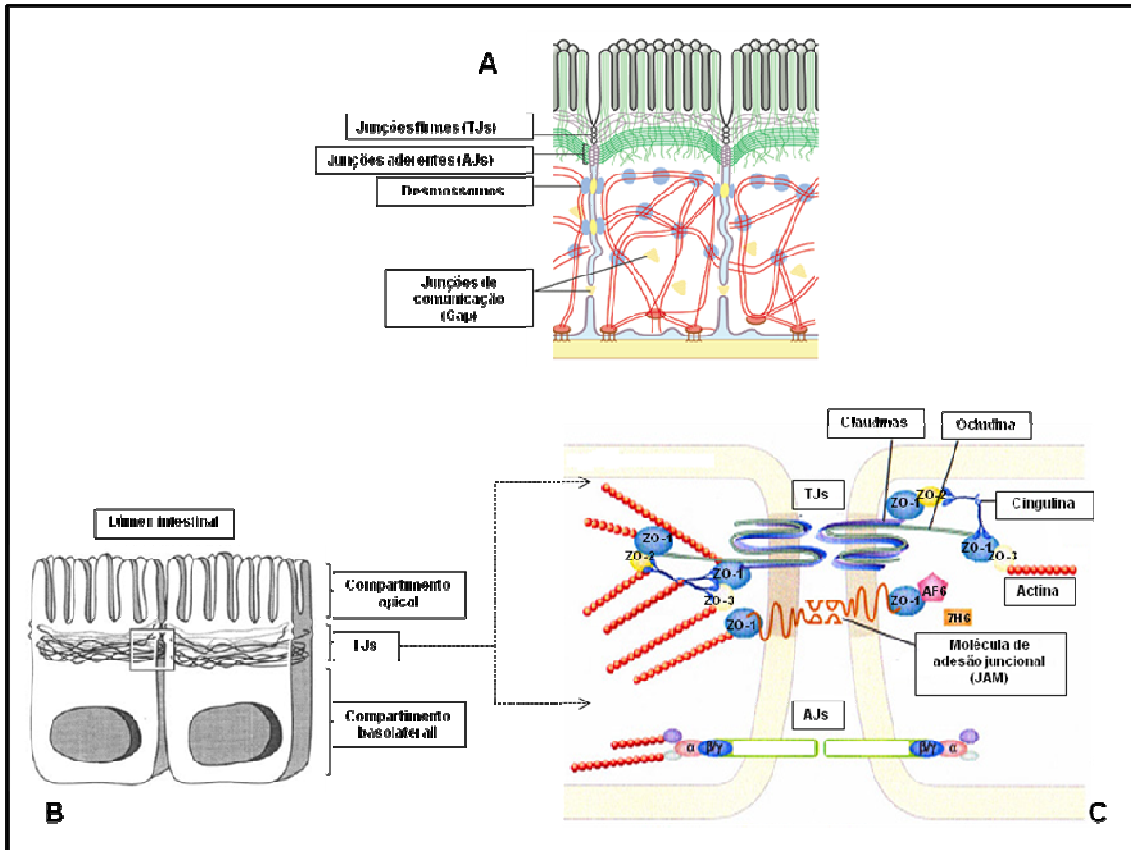 A
Junções firmes (TJs)
Junções aderentes (AJs)
Desmossomos
Junções de
comunicação
(Gap)
B
Lúmen intestinal
Compartimento
apical
TJs
Compartimento
basolaterall
C
Claudinas
Ocludina
TJs
ZO-1
ZO-2
Cingulina
ZO-1
ZO-3
Actina
ZO-1
ZO-2
ZO-1
ZO-3
ZO-1
ZO-1
AF6
7H6
Molécula de
adesão juncional
(JAM)
AJs
α β/γ
β/γ α